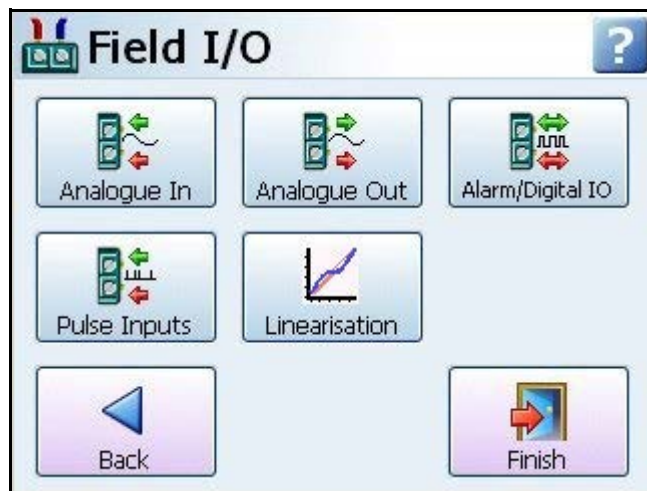 Field I/O
?
Analogue In
Analogue Out
Alarm/Digital IO
Pulse Inputs
Linearisation
Back
Finish